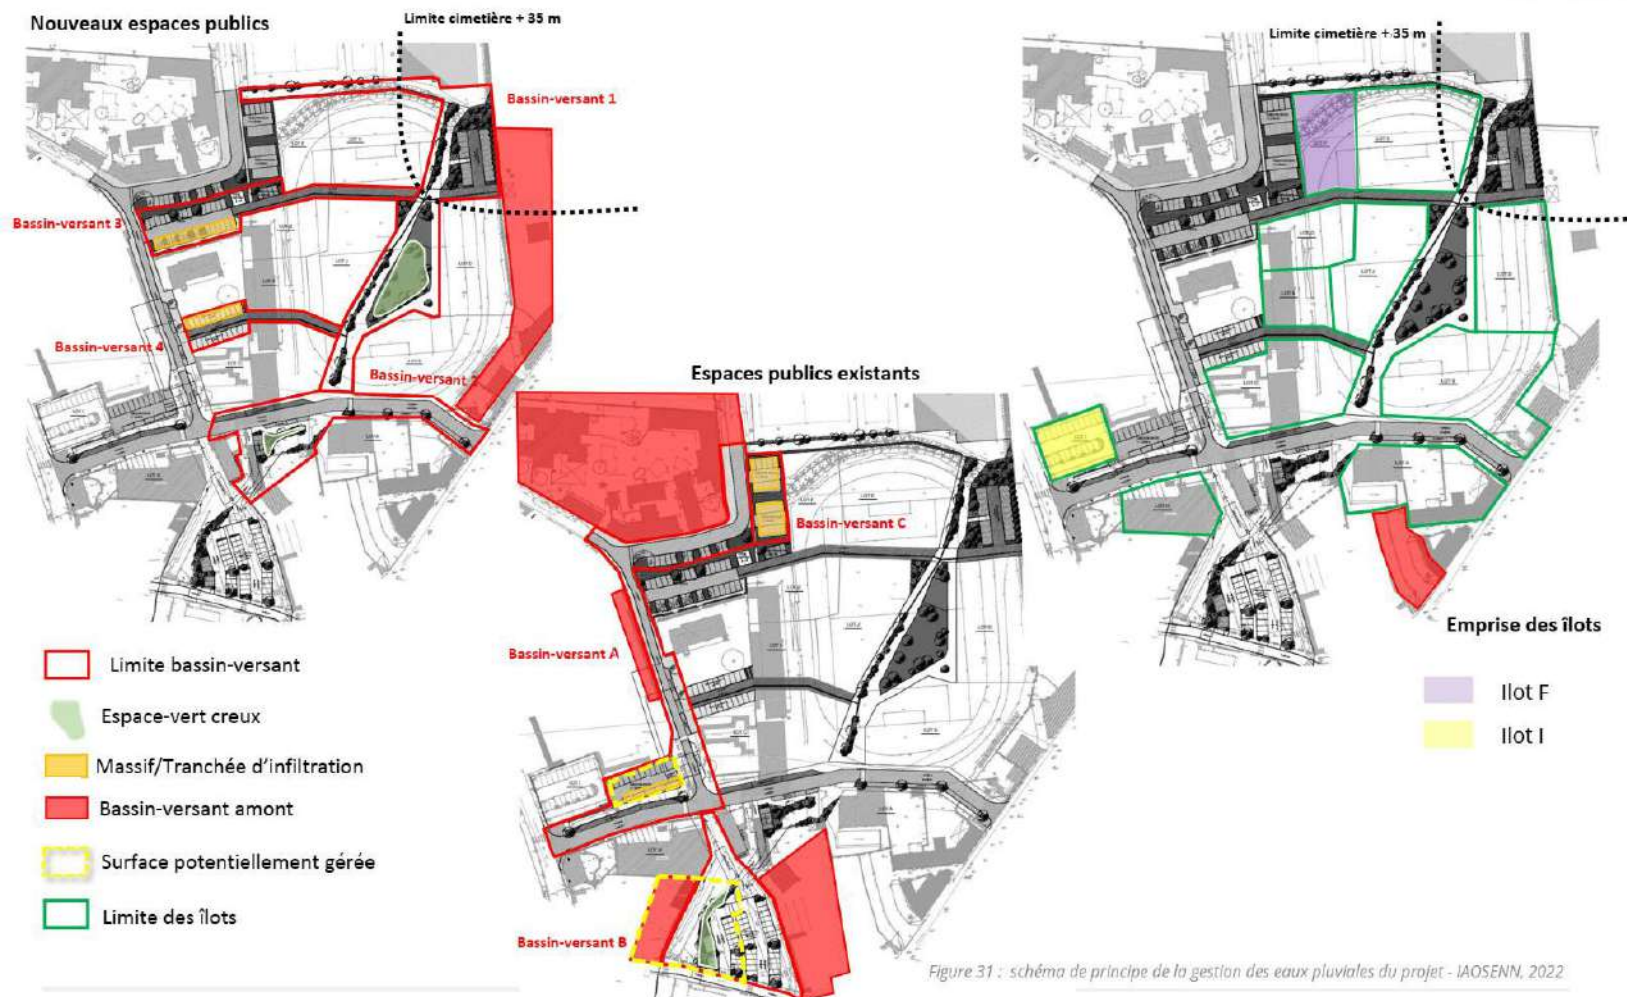 Nouveaux espaces publics
Limite cimetière + 35 m
Bassin-versant 1
Bassin-versant 3
Bassin-versant 4
Bassin-versant 2
Limite cimetière + 35 m
Espaces publics existants
Bassin-versant C
Bassin-versant A
Bassin-versant B
Limite bassin-versant
Espace-vert creux
Massif/Tranchée d'infiltration
Bassin-versant amont
Surface potentiellement gérée
Limite des îlots
Emprise des îlots
Ilot F
Ilot I
Figure 31 : schéma de principe de la gestion des eaux pluviales du projet - IAOSENN, 2022